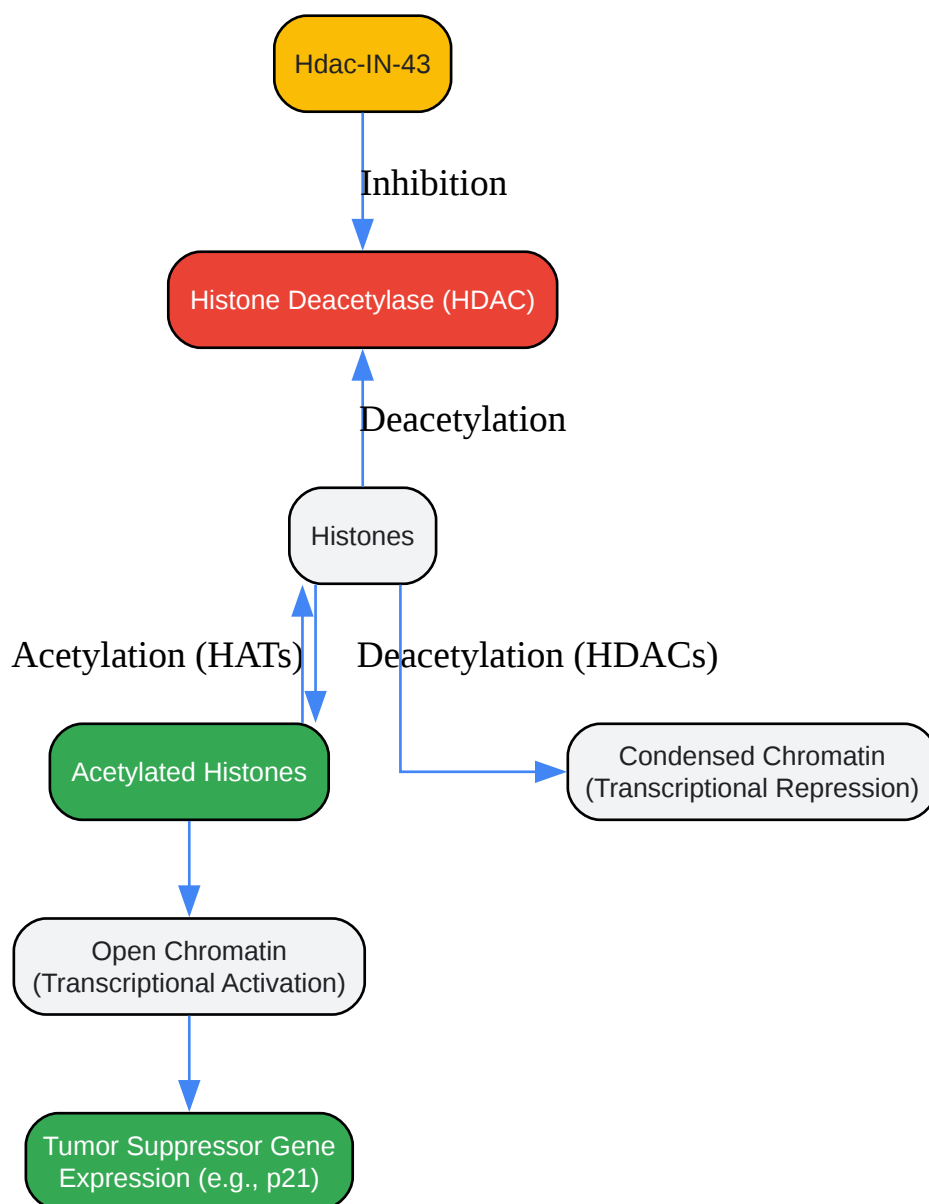 Hdac-IN-43
Inhibition
Histone Deacetylase (HDAC)
Deacetylation
Histones
Acetylation (HATs)
Deacetylation (HDACs)
Acetylated Histones
Condensed Chromatin
(Transcriptional Repression)
Open Chromatin
(Transcriptional Activation)
Tumor Suppressor Gene
Expression (e.g., p21)